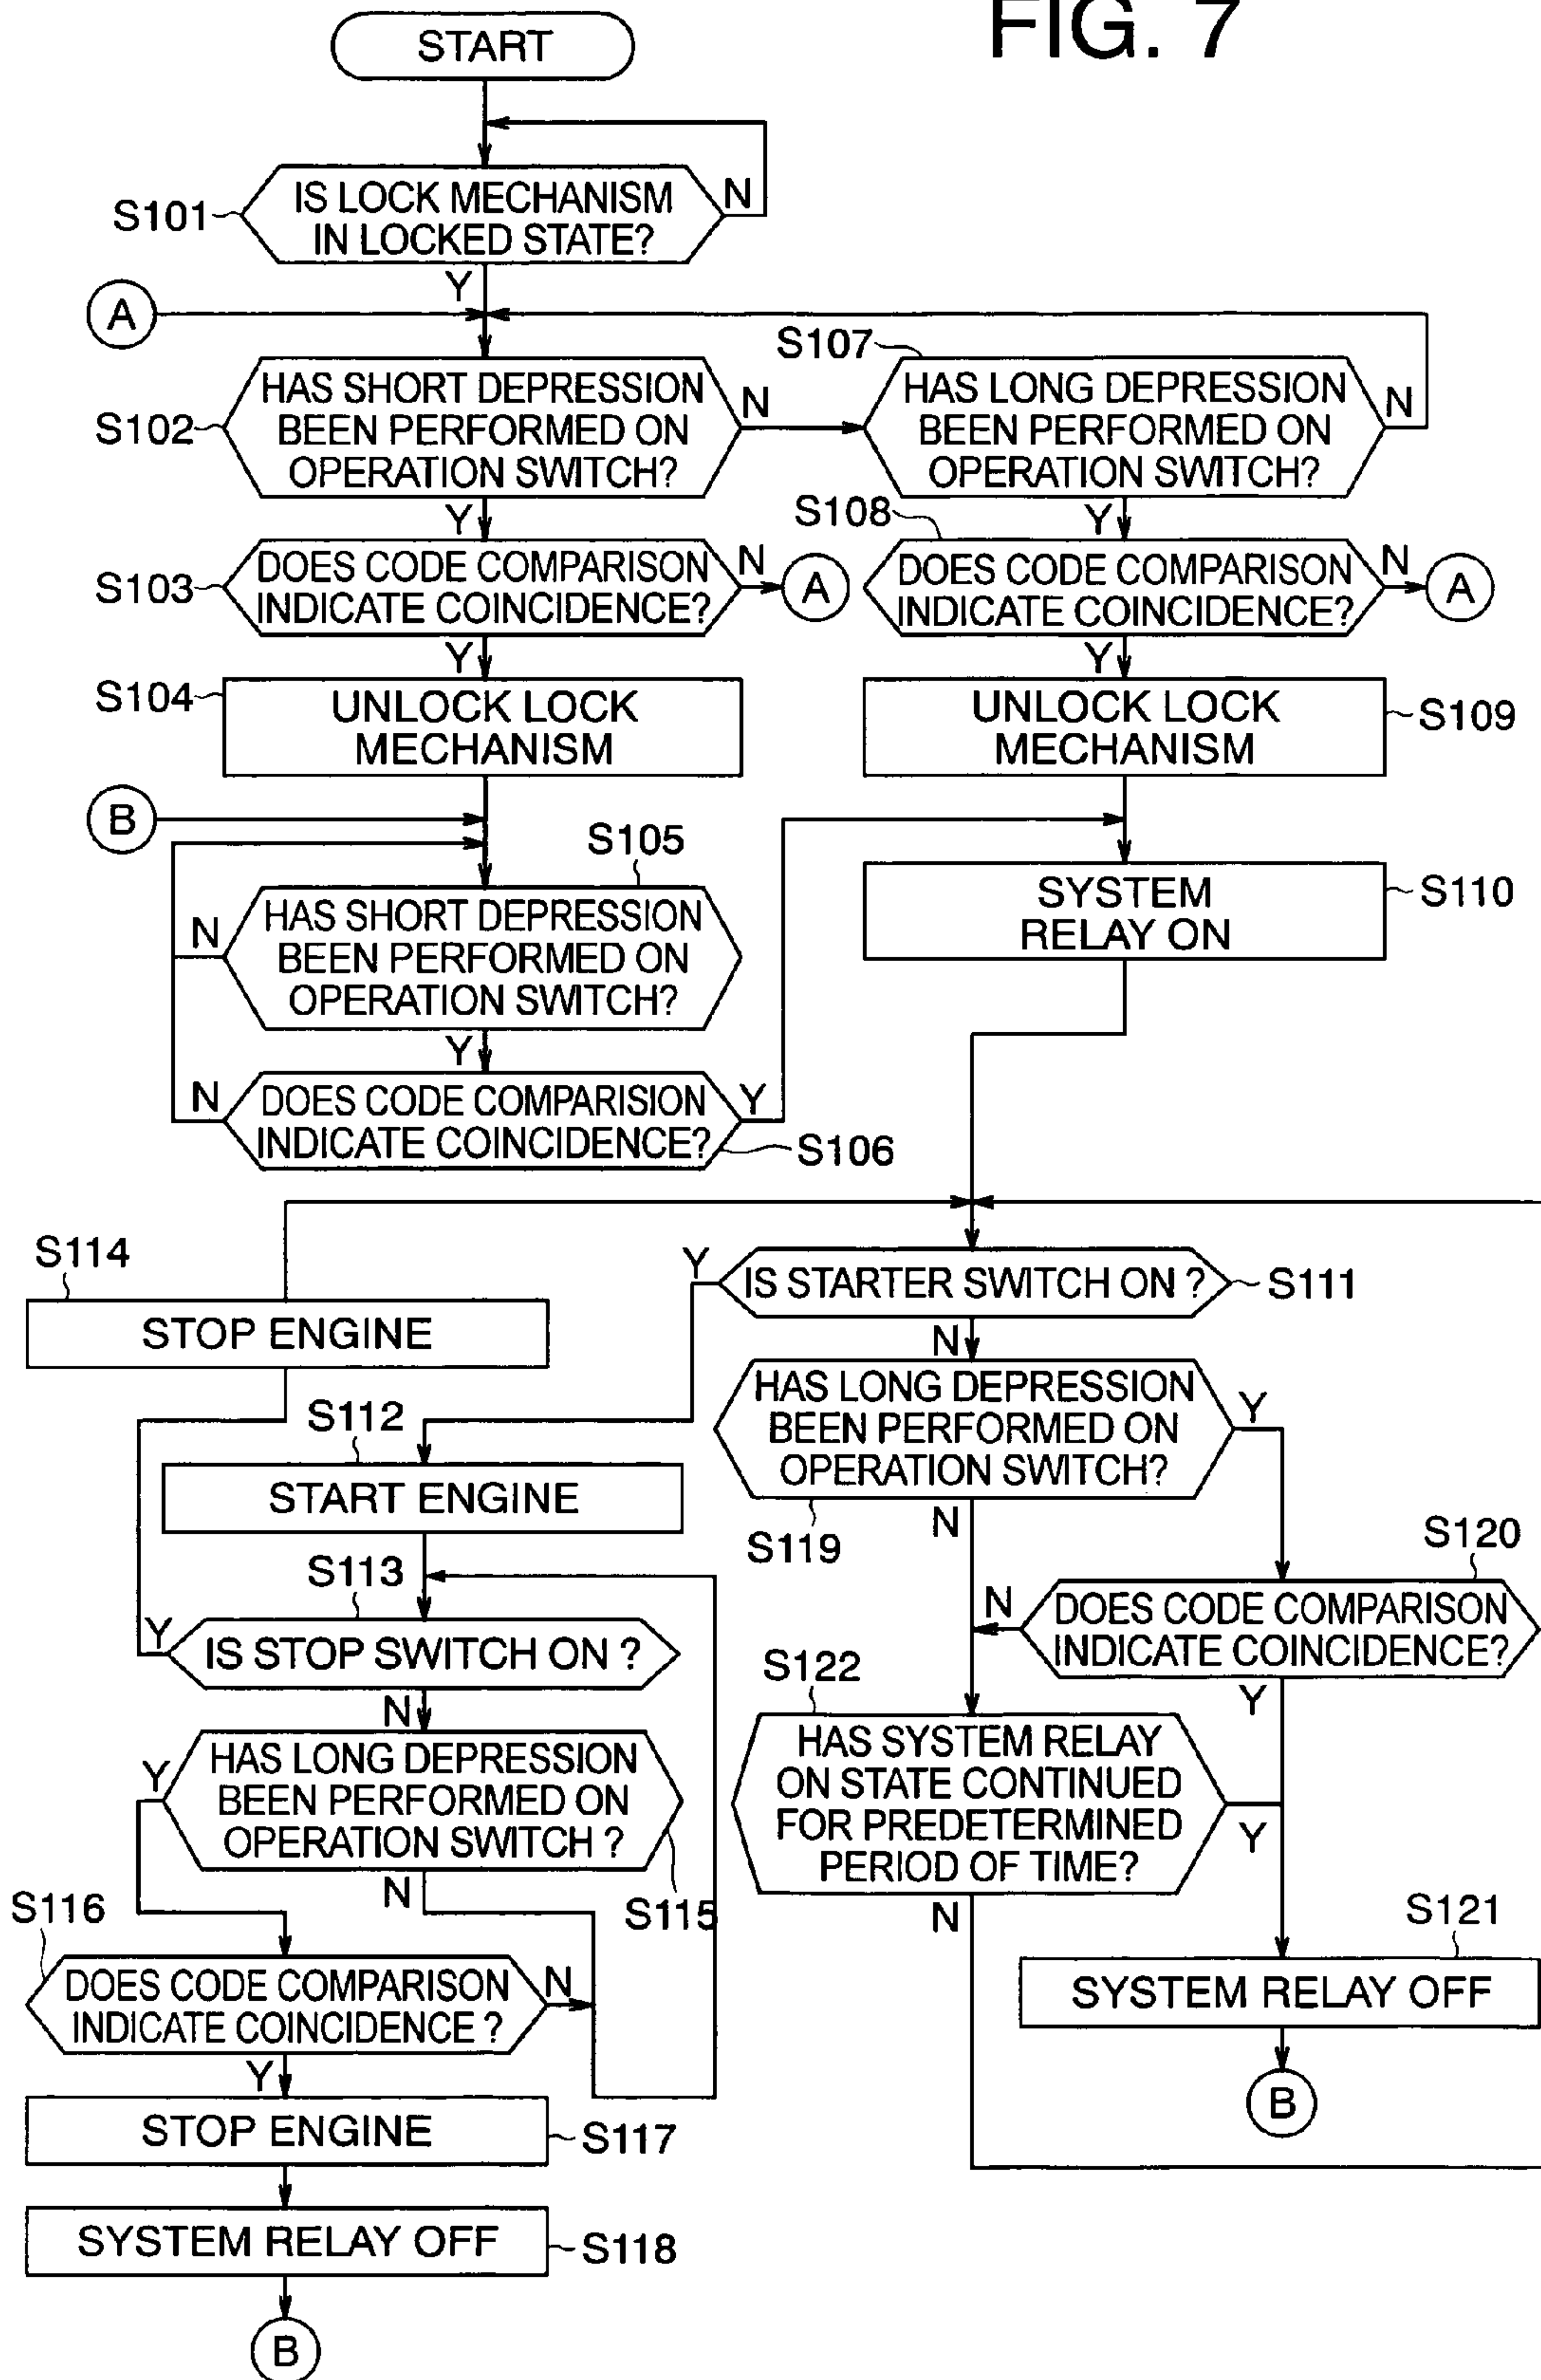 FIG. 7
START
S101
IS LOCK MECHANISM
IN LOCKED STATE?
N
Y
A
S107
S102
HAS SHORT DEPRESSION
BEEN PERFORMED ON
OPERATION SWITCH?
N
HAS LONG DEPRESSION
BEEN PERFORMED ON
OPERATION SWITCH?
N
Y
S108
Y
S103
DOES CODE COMPARISON
INDICATE COINCIDENCE?
N
A
DOES CODE COMPARISON
INDICATE COINCIDENCE?
N
A
Y
Y
S104
UNLOCK LOCK
MECHANISM
UNLOCK LOCK
MECHANISM
S109
B
S105
N
HAS SHORT DEPRESSION
BEEN PERFORMED ON
OPERATION SWITCH?
SYSTEM
RELAY ON
S110
Y
N
DOES CODE COMPARISION
INDICATE COINCIDENCE?
Y
S106
S114
STOP ENGINE
Y
IS STARTER SWITCH ON ?
S111
N
S112
START ENGINE
HAS LONG DEPRESSION
BEEN PERFORMED ON
OPERATION SWITCH?
Y
S119
N
S113
Y
IS STOP SWITCH ON ?
N
S120
N
DOES CODE COMPARISON
INDICATE COINCIDENCE?
Y
S122
Y
HAS LONG DEPRESSION
BEEN PERFORMED ON
OPERATION SWITCH ?
N
S115
HAS SYSTEM RELAY
ON STATE CONTINUED
FOR PREDETERMINED
PERIOD OF TIME?
Y
N
S116
DOES CODE COMPARISON
INDICATE COINCIDENCE ?
N
Y
S121
SYSTEM RELAY OFF
B
STOP ENGINE
S117
SYSTEM RELAY OFF
S118
B